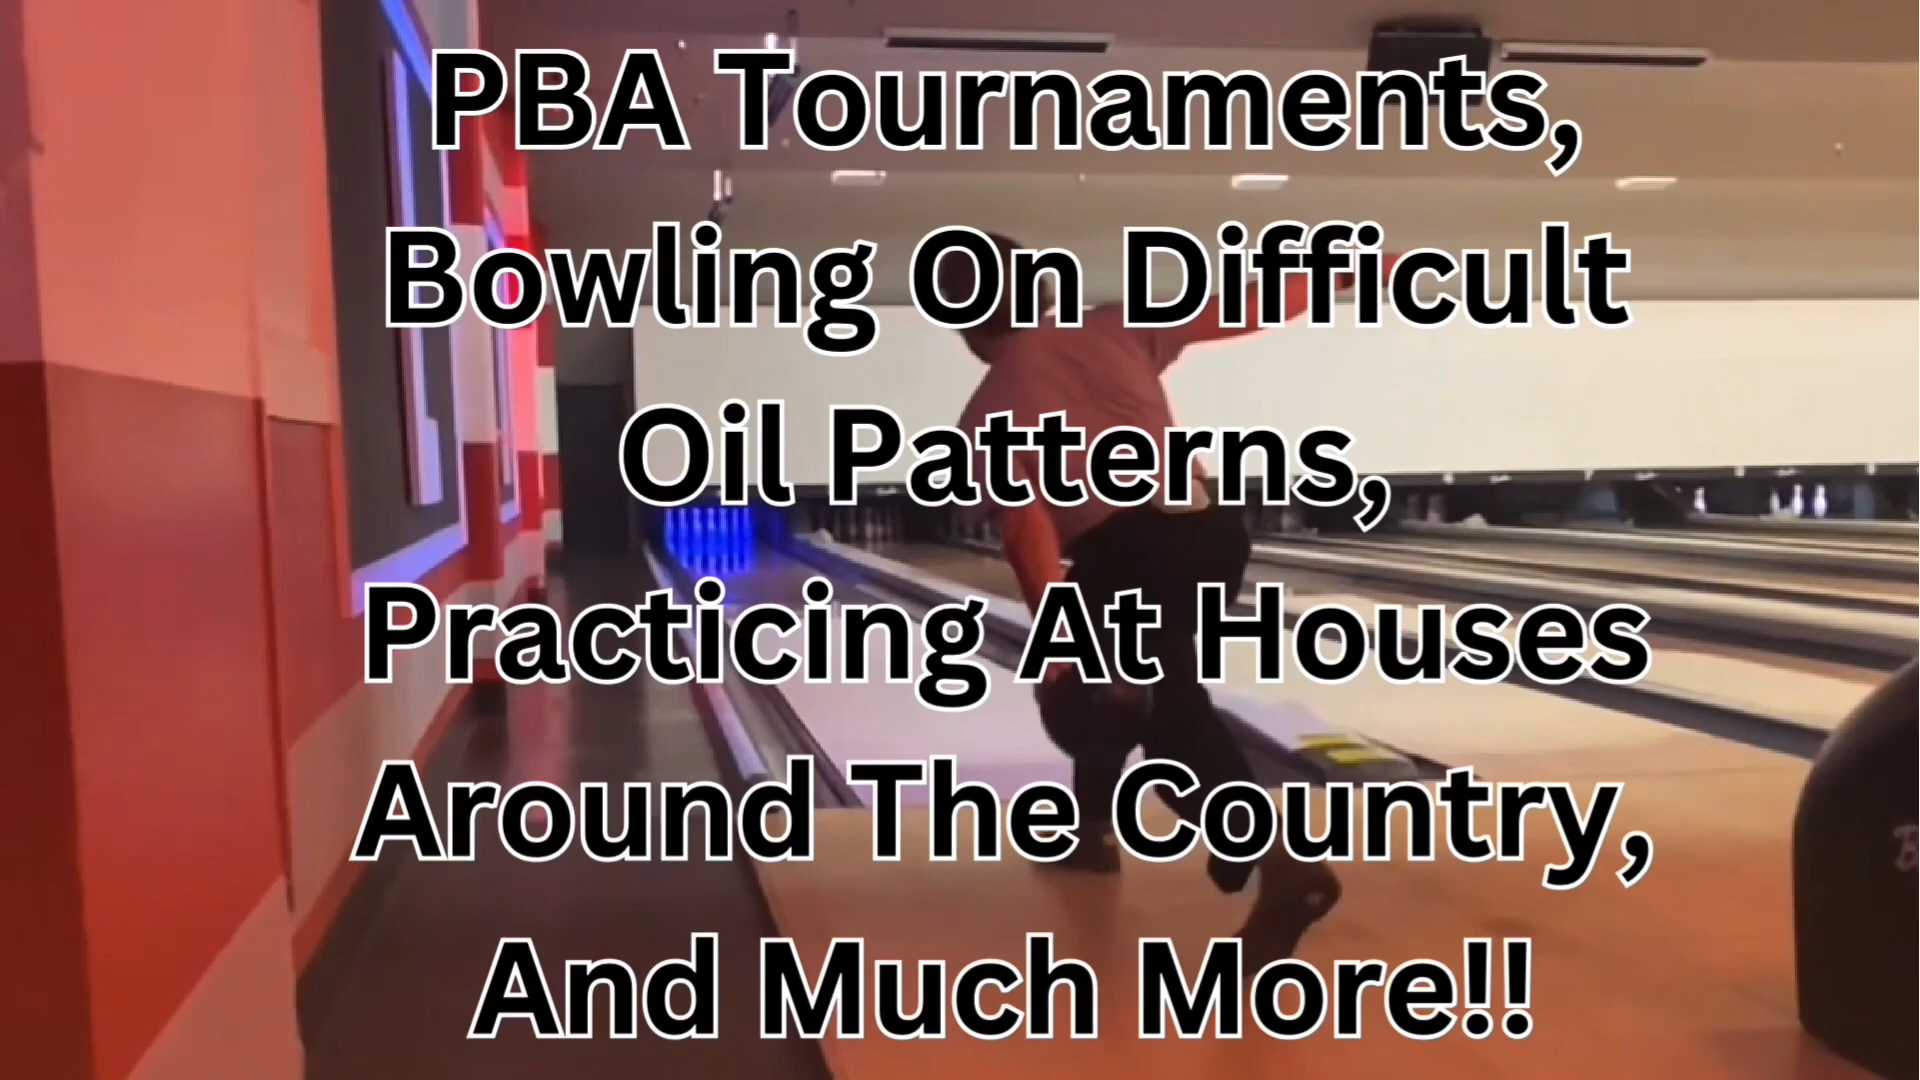 PBA Tournaments,
Bowling On Difficult
Oil Patterns,
Practicing At Houses
Around The Country,
And Much More!!